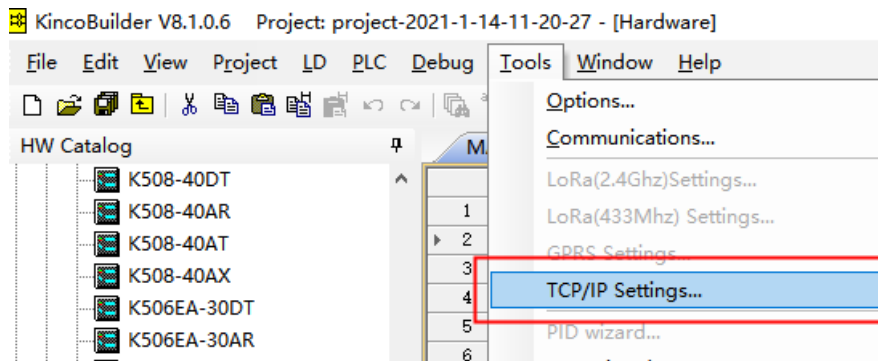 KincoBuilder V8.1.0.6 Project: project-2021-1-14-11-20-27 - [Hardware]
File Edit View Project LD PLC Debug Tools Window Help
HW Catalog
K508-40DT
K508-40AR
K508-40AT
K508-40AX
K506EA-30DT
K506EA-30AR
M
1
2
3
4
5
6
Options...
Communications...
LoRa(2.4Ghz)Settings...
LoRa(433Mhz) Settings...
GPRS Settings...
TCP/IP Settings...
PID wizard...